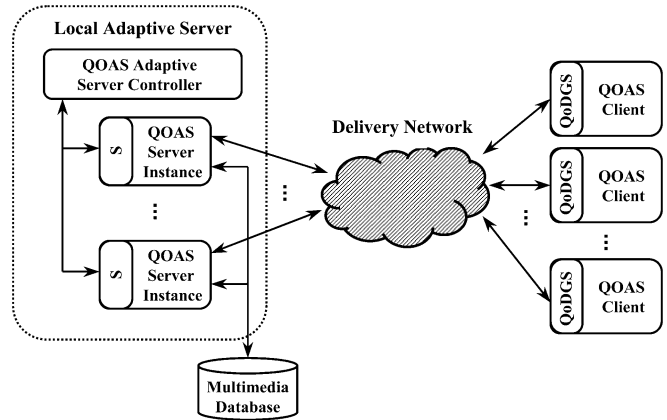 Local Adaptive Server
QOAS Adaptive
Server Controller
S
QOAS
Server
Instance
...
S
QOAS
Server
Instance
Multimedia
Database
...
Delivery Network
...
QoDGS
QOAS
Client
QoDGS
QOAS
Client
...
QoDGS
QOAS
Client